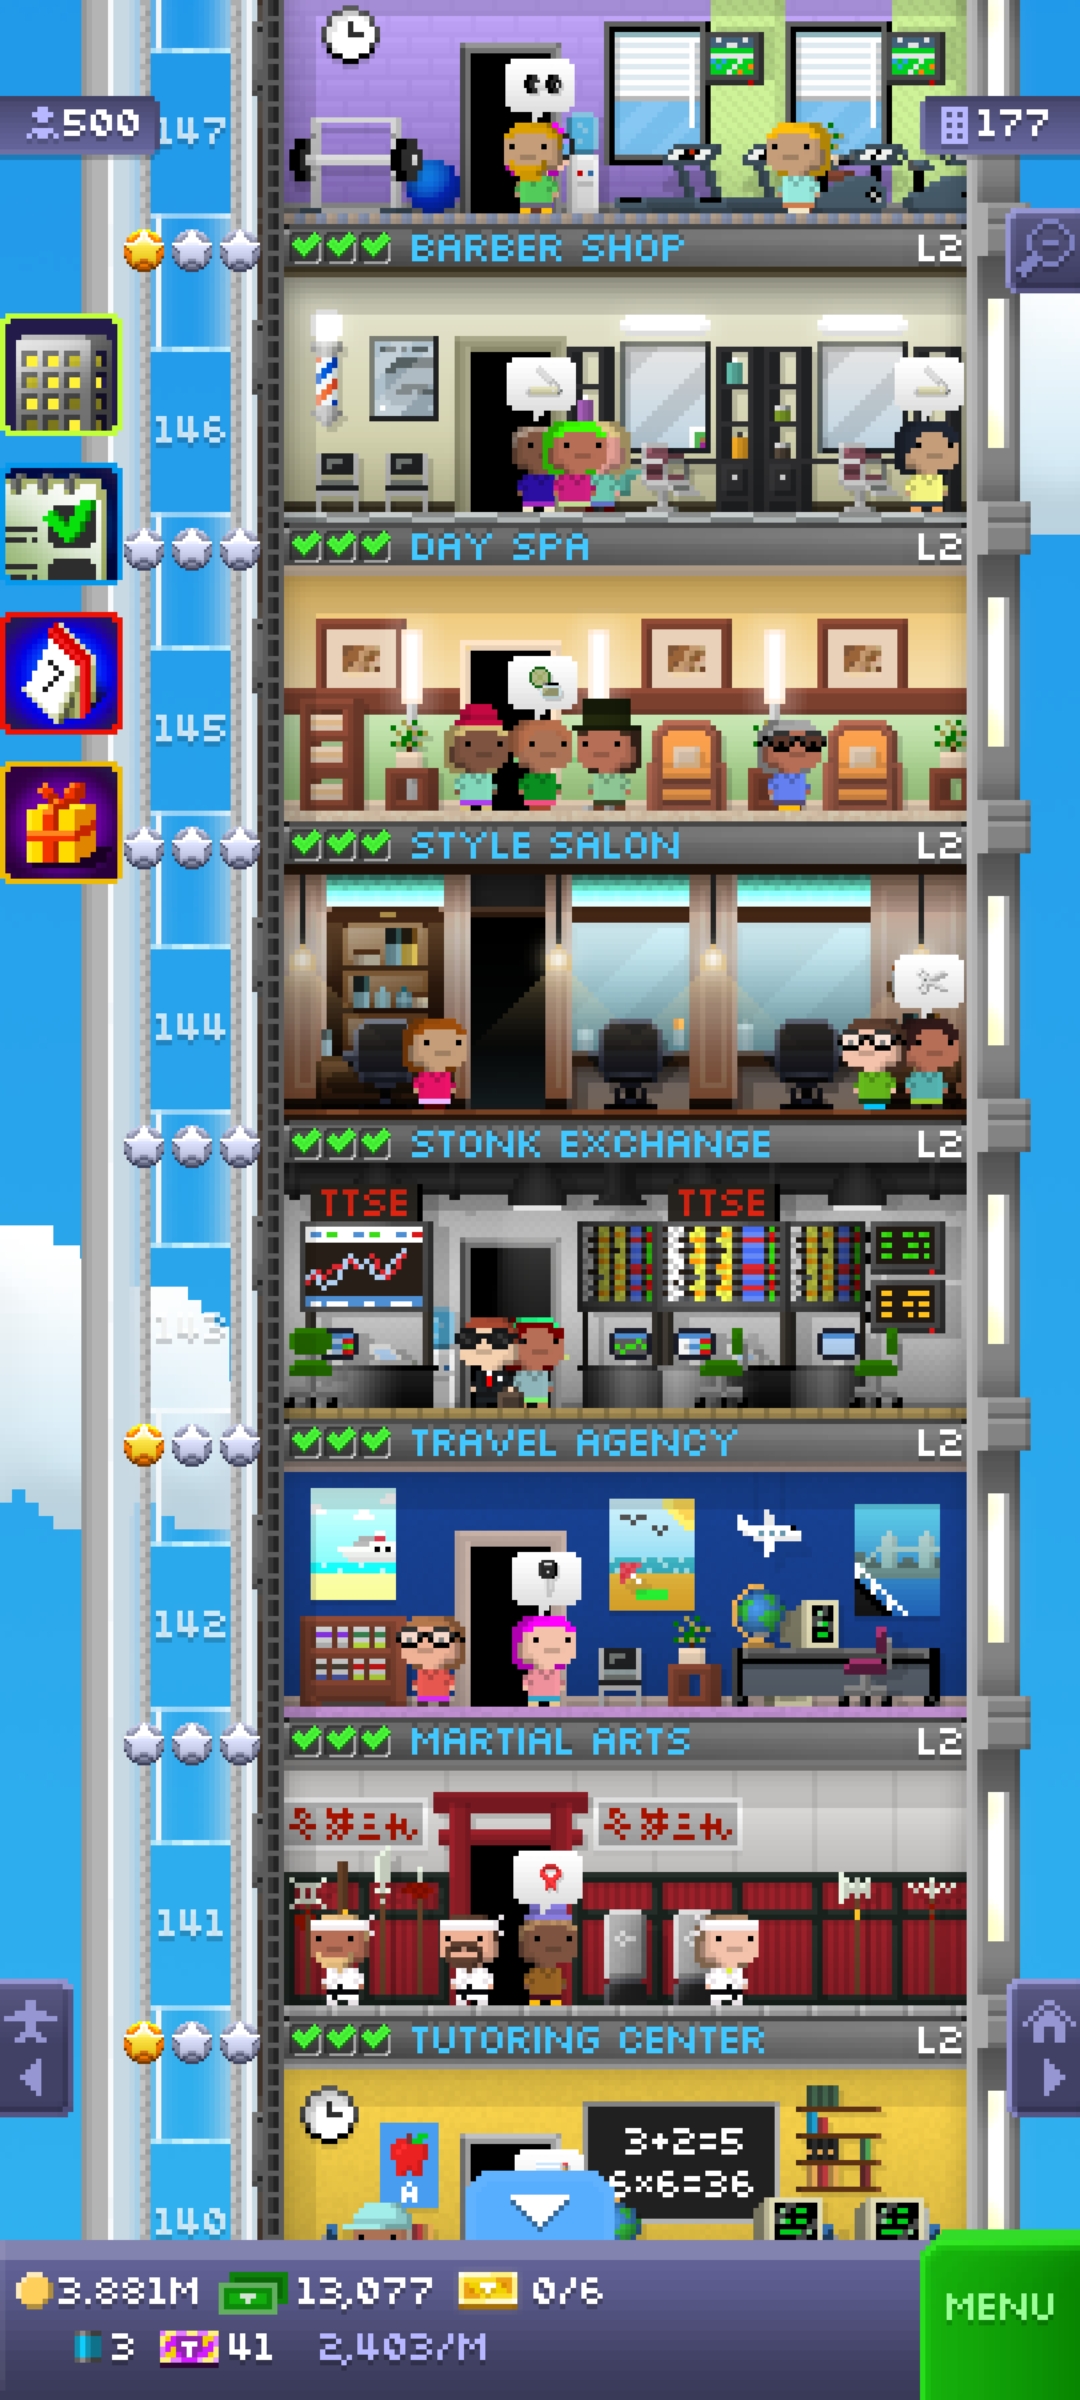 147
500
177
BARBER SHOP L2
146
DAY SPA L2
7
145
STYLE SALON L2
144
STONK EXCHANGE L2
TTSE TTSE
143
TRAVEL AGENCY L2
142
MARTIAL ARTS L2
141
TUTORING CENTER L2
3+2=5
6×6=36
A
140
3.881M 13,077 0/6
3 T 41 2,403/M
MENU